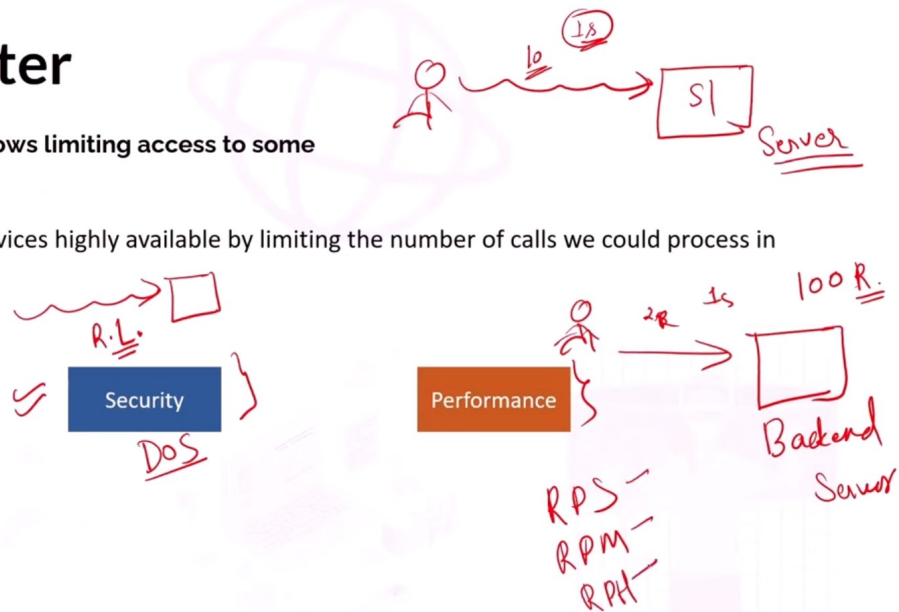 ter
10 1s
S1
Server
ows limiting access to some
vices highly available by limiting the number of calls we could process in
R.L.
2R 1s 100 R.
Security
Performance
DOS
Backend
Server
RPS
RPM
RPH